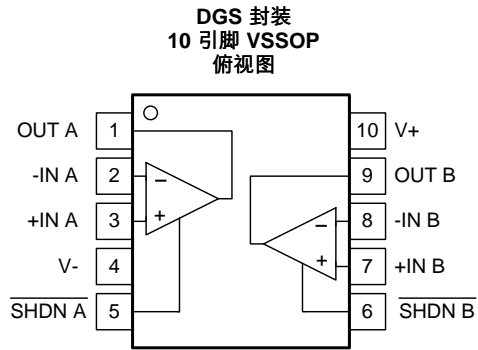 DGS 封装
10 引脚 VSSOP
俯视图
OUT A 1 10 V+
-IN A 2 − 9 OUT B
+IN A 3 + − 8 -IN B
V- 4 + 7 +IN B
SHDN A 5 6 SHDN B